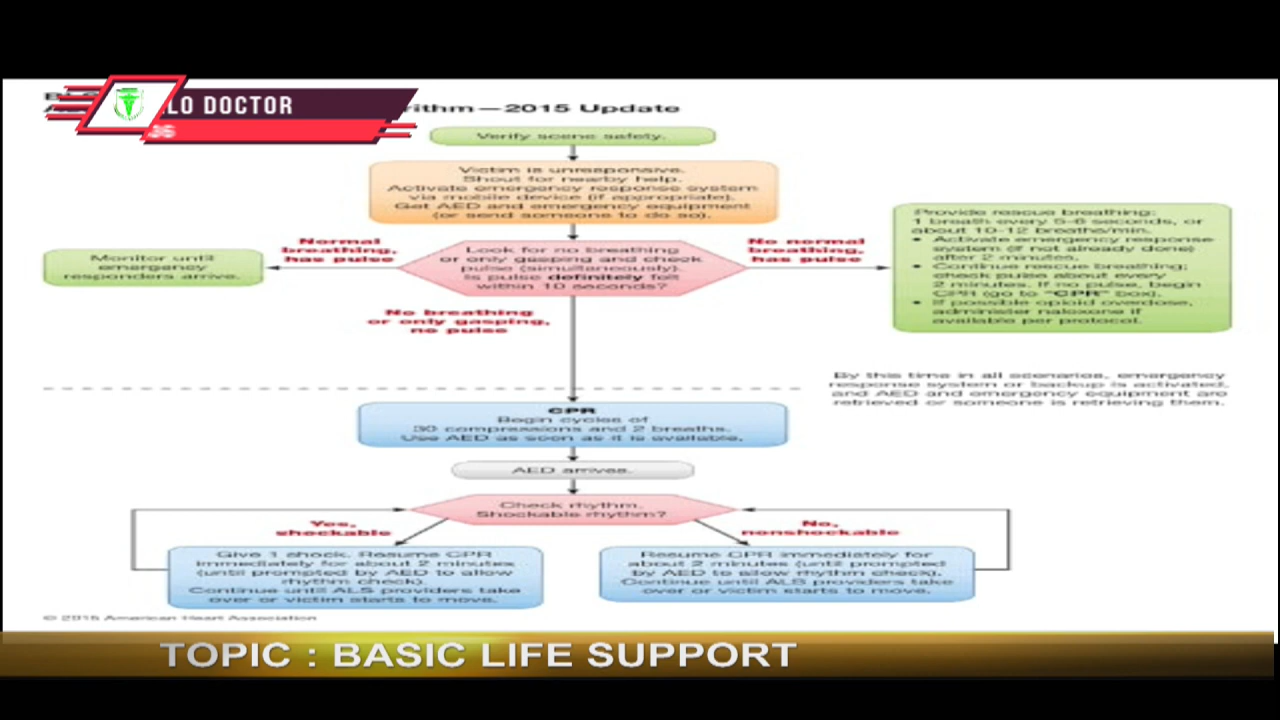 LO DOCTOR
rithm—2015 Update
Verify scene safety.
Victim is unresponsive.
Shout for nearby help.
Activate emergency response system
via mobile device (if appropriate).
Get AED and emergency equipment
(or send someone to do so).
Normal
breathing,
has pulse
Look for no breathing
or only gasping and check
pulse (simultaneously).
Is pulse definitely felt
within 10 seconds?
No normal
breathing,
has pulse
Monitor until
emergency
responders arrive.
Provide rescue breathing:
1 breath every 5-6 seconds, or
about 10-12 breaths/min.
• Activate emergency response
system (if not already done)
after 2 minutes.
• Continue rescue breathing;
check pulse about every
2 minutes. If no pulse, begin
CPR (go to "CPR" box).
• If possible opioid overdose,
administer naloxone if
available per protocol.
No breathing
or only gasping,
no pulse
By this time in all scenarios, emergency
response system or backup is activated,
and AED and emergency equipment are
retrieved or someone is retrieving them.
CPR
Begin cycles of
30 compressions and 2 breaths.
Use AED as soon as it is available.
AED arrives.
Check rhythm.
Shockable rhythm?
Yes,
shockable
No,
nonshockable
Give 1 shock. Resume CPR
immediately for about 2 minutes
(until prompted by AED to allow
rhythm check).
Continue until ALS providers take
over or victim starts to move.
Resume CPR immediately for
about 2 minutes (until prompted
by AED to allow rhythm check).
Continue until ALS providers take
over or victim starts to move.
© 2015 American Heart Association
TOPIC : BASIC LIFE SUPPORT